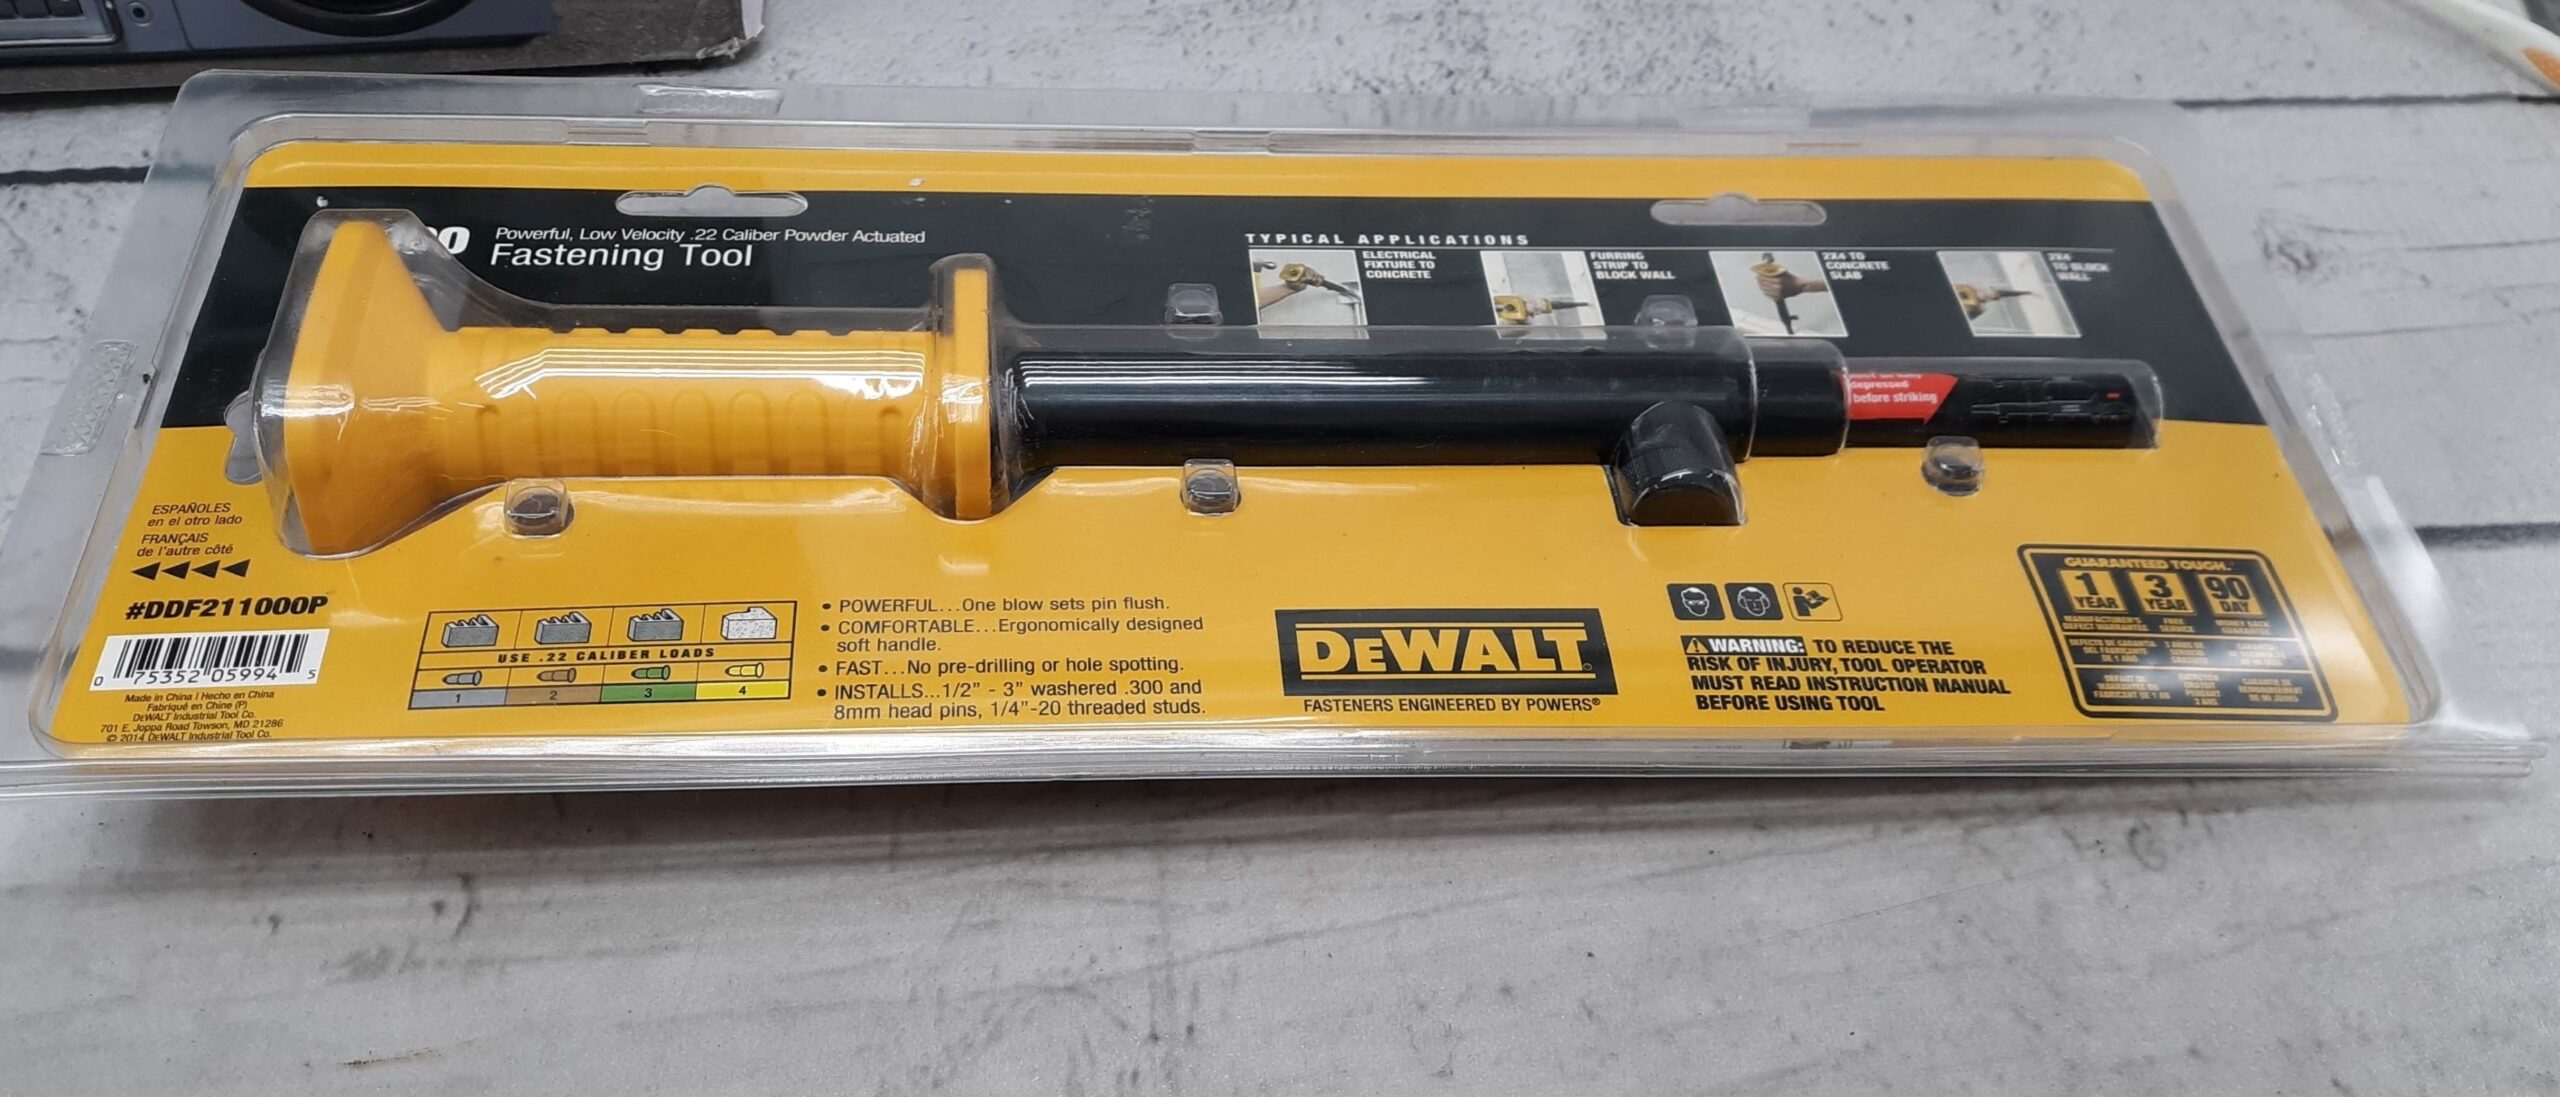 Powerful, Low Velocity .22 Caliber Powder Actuated
Fastening Tool
TYPICAL APPLICATIONS
ELECTRICAL
FIXTURE TO
CONCRETE
FURRING
STRIP TO
BLOCK WALL
2X4 TO
CONCRETE
SLAB
2X4
TO BLOCK
WALL
depressed
before striking
ESPAÑOLES
en el otro lado
FRANÇAIS
de l'autre côté
#DDF211000P
0 75352 05994 5
Made in China | Hecho en China
Fabriqué en Chine (P)
DEWALT Industrial Tool Co.
701 E. Joppa Road Towson, MD 21286
© 2014 DEWALT Industrial Tool Co.
USE .22 CALIBER LOADS
1 2 3 4
• POWERFUL...One blow sets pin flush.
• COMFORTABLE...Ergonomically designed
soft handle.
• FAST...No pre-drilling or hole spotting.
• INSTALLS...1/2" - 3" washered .300 and
8mm head pins, 1/4"-20 threaded studs.
DEWALT®
FASTENERS ENGINEERED BY POWERS®
WARNING: TO REDUCE THE
RISK OF INJURY, TOOL OPERATOR
MUST READ INSTRUCTION MANUAL
BEFORE USING TOOL
GUARANTEED TOUGH.
1 YEAR
3 YEAR
90 DAY